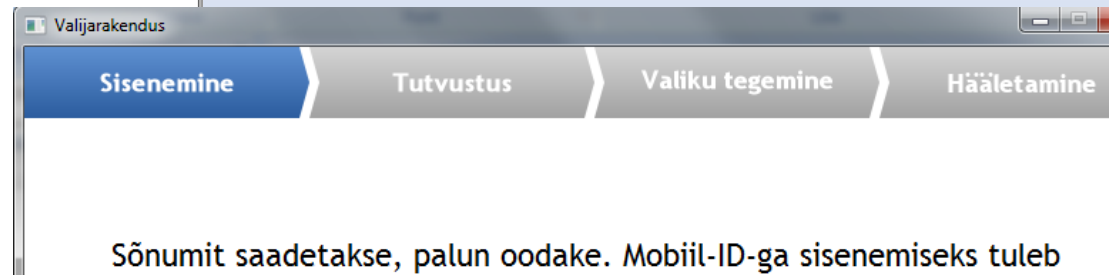 Valijarakendus
Sisenemine Tutvustus Valiku tegemine Hääletamine
Sõnumit saadetakse, palun oodake. Mobiil-ID-ga sisenemiseks tuleb